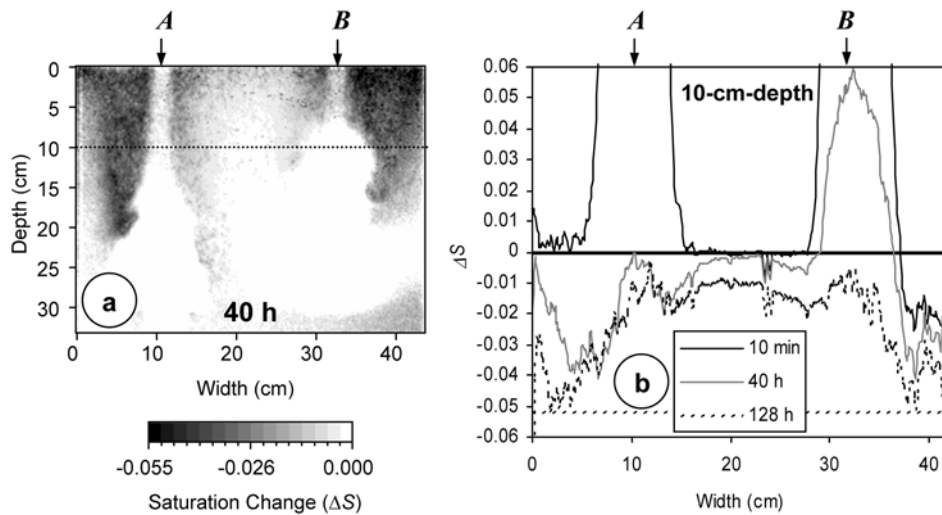 A B
0
5
10
15
20
25
30
Depth (cm)
a
40 h
0 10 20 30 40
Width (cm)
-0.055 -0.026 0.000
Saturation Change (ΔS)
A B
0.06
0.05
0.04
0.03
0.02
0.01
0
-0.01
-0.02
-0.03
-0.04
-0.05
-0.06
ΔS
10-cm-depth
b
10 min
40 h
128 h
0 10 20 30 40
Width (cm)